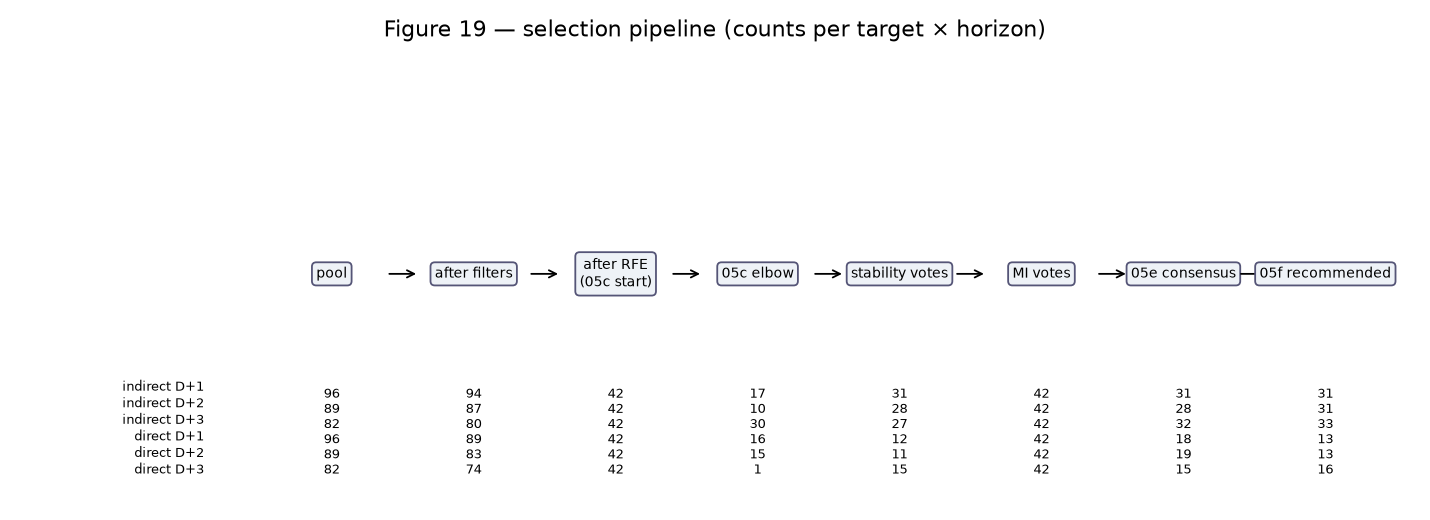 Figure 19 — selection pipeline (counts per target × horizon)
pool
after filters
after RFE
(05c start)
05c elbow
stability votes
MI votes
05e consensus
05f recommended
indirect D+1 96 94 42 17 31 42 31 31
indirect D+2 89 87 42 10 28 42 28 31
indirect D+3 82 80 42 30 27 42 32 33
direct D+1 96 89 42 16 12 42 18 13
direct D+2 89 83 42 15 11 42 19 13
direct D+3 82 74 42 1 15 42 15 16